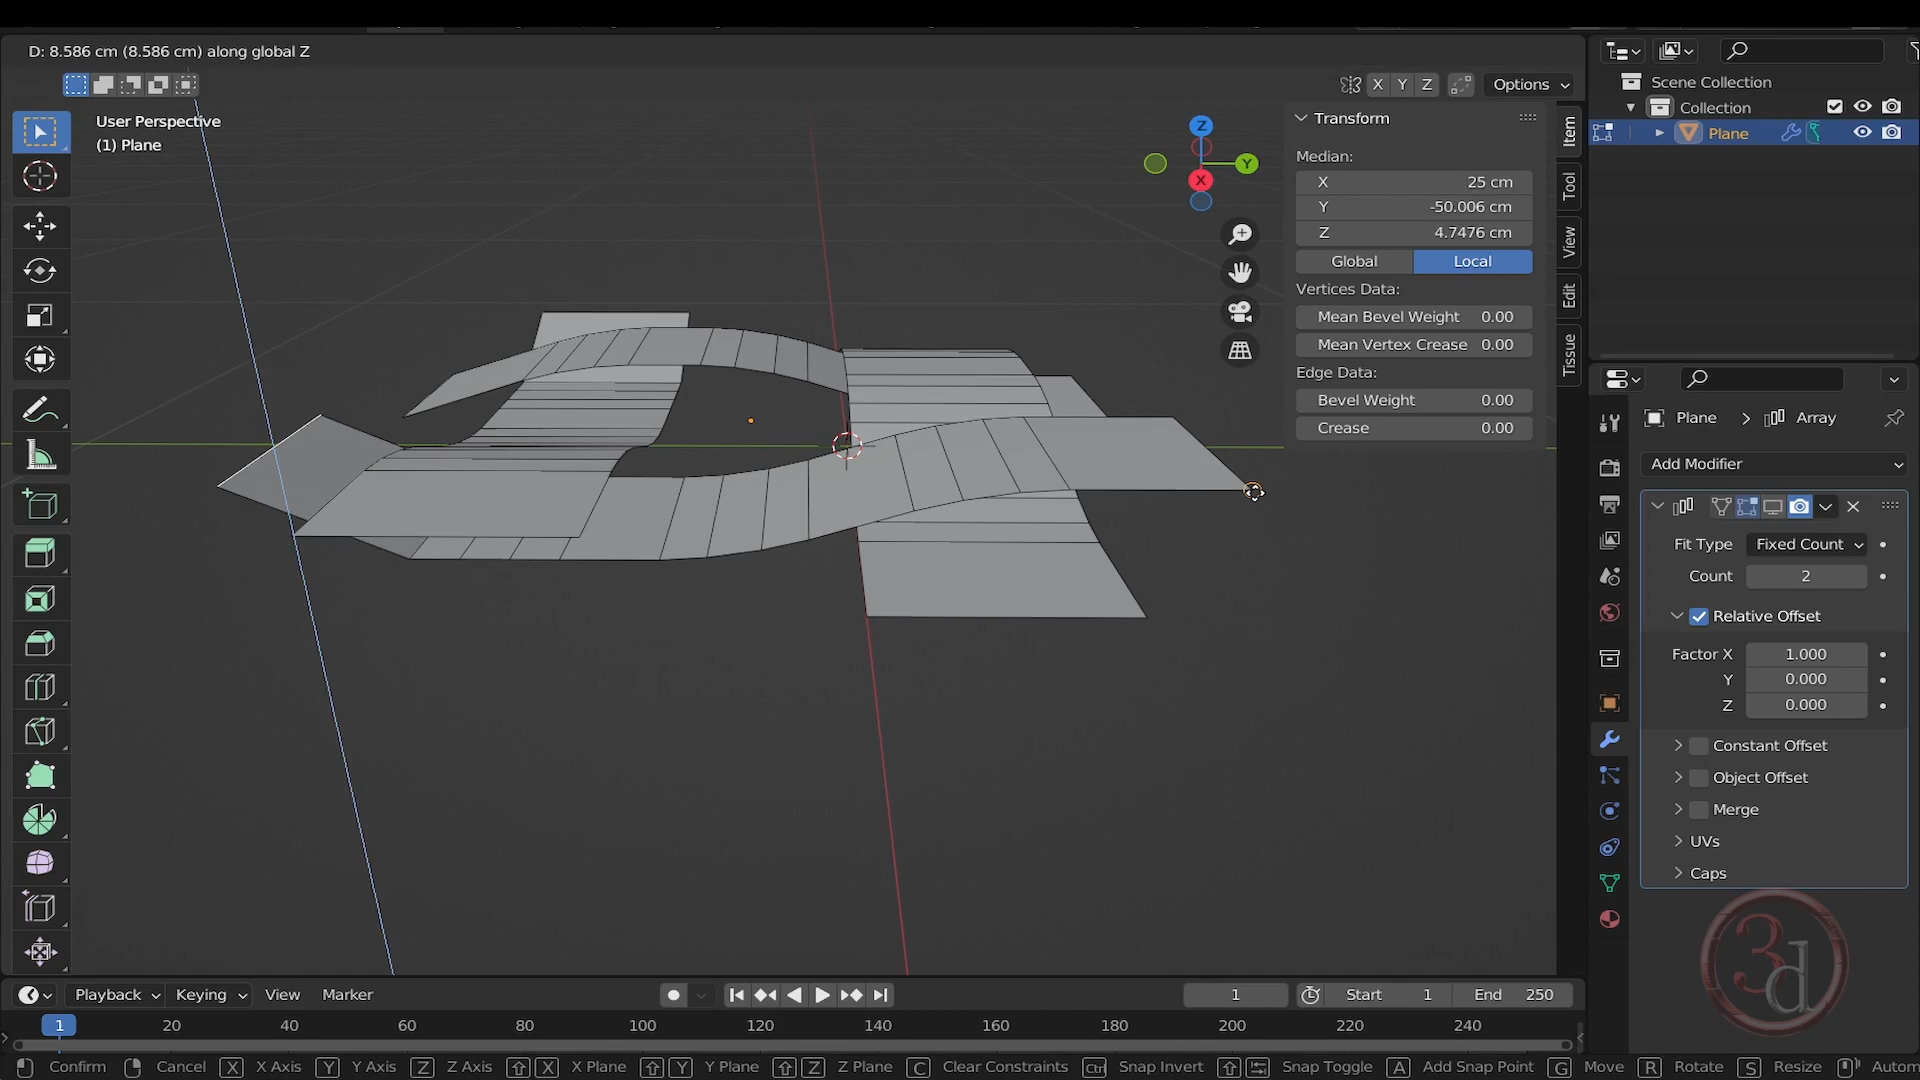 D: 8.586 cm (8.586 cm) along global Z
X Y Z Options
User Perspective
(1) Plane
Z
Y
X
Transform
Median:
X 25 cm
Y -50.006 cm
Z 4.7476 cm
Global Local
Vertices Data:
Mean Bevel Weight 0.00
Mean Vertex Crease 0.00
Edge Data:
Bevel Weight 0.00
Crease 0.00
Item
Tool
View
Edit
Tissue
Scene Collection
Collection
Plane
Plane > Array
Add Modifier
Fit Type Fixed Count
Count 2
Relative Offset
Factor X 1.000
Y 0.000
Z 0.000
Constant Offset
Object Offset
Merge
UVs
Caps
3d
Playback Keying View Marker
1 Start 1 End 250
1 20 40 60 80 100 120 140 160 180 200 220 240
Confirm Cancel X X Axis Y Y Axis Z Z Axis X X Plane Y Y Plane Z Z Plane C Clear Constraints Ctrl Snap Invert Snap Toggle A Add Snap Point G Move R Rotate S Resize Autom